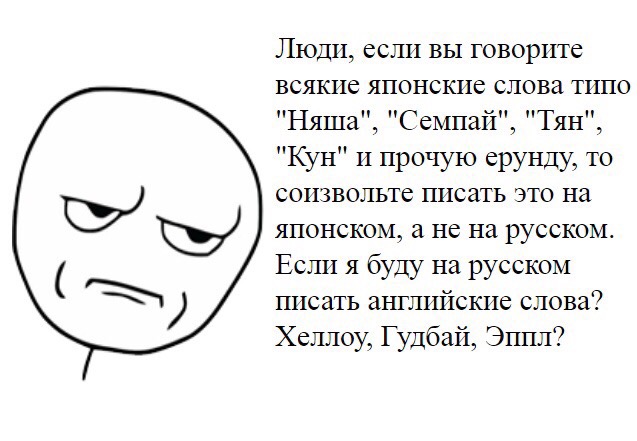 Люди, если вы говорите
всякие японские слова типо
"Няша", "Семпай", "Тян",
"Кун" и прочую ерунду, то
соизвольте писать это на
японском, а не на русском.
Если я буду на русском
писать английские слова?
Хеллоу, Гудбай, Эппл?